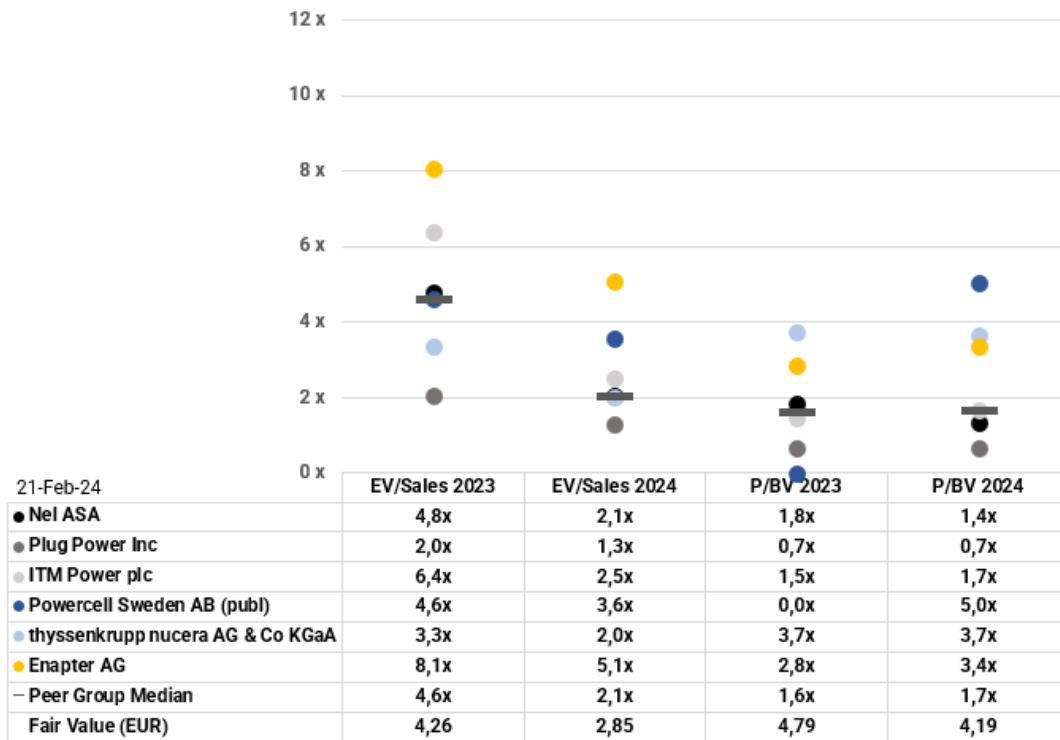 12 x
10 x
8 x
6 x
4 x
2 x
0 x
21-Feb-24 EV/Sales 2023 EV/Sales 2024 P/BV 2023 P/BV 2024
Nel ASA 4,8x 2,1x 1,8x 1,4x
Plug Power Inc 2,0x 1,3x 0,7x 0,7x
ITM Power plc 6,4x 2,5x 1,5x 1,7x
Powercell Sweden AB (publ) 4,6x 3,6x 0,0x 5,0x
thyssenkrupp nucera AG & Co KGaA 3,3x 2,0x 3,7x 3,7x
Enapter AG 8,1x 5,1x 2,8x 3,4x
Peer Group Median 4,6x 2,1x 1,6x 1,7x
Fair Value (EUR) 4,26 2,85 4,79 4,19